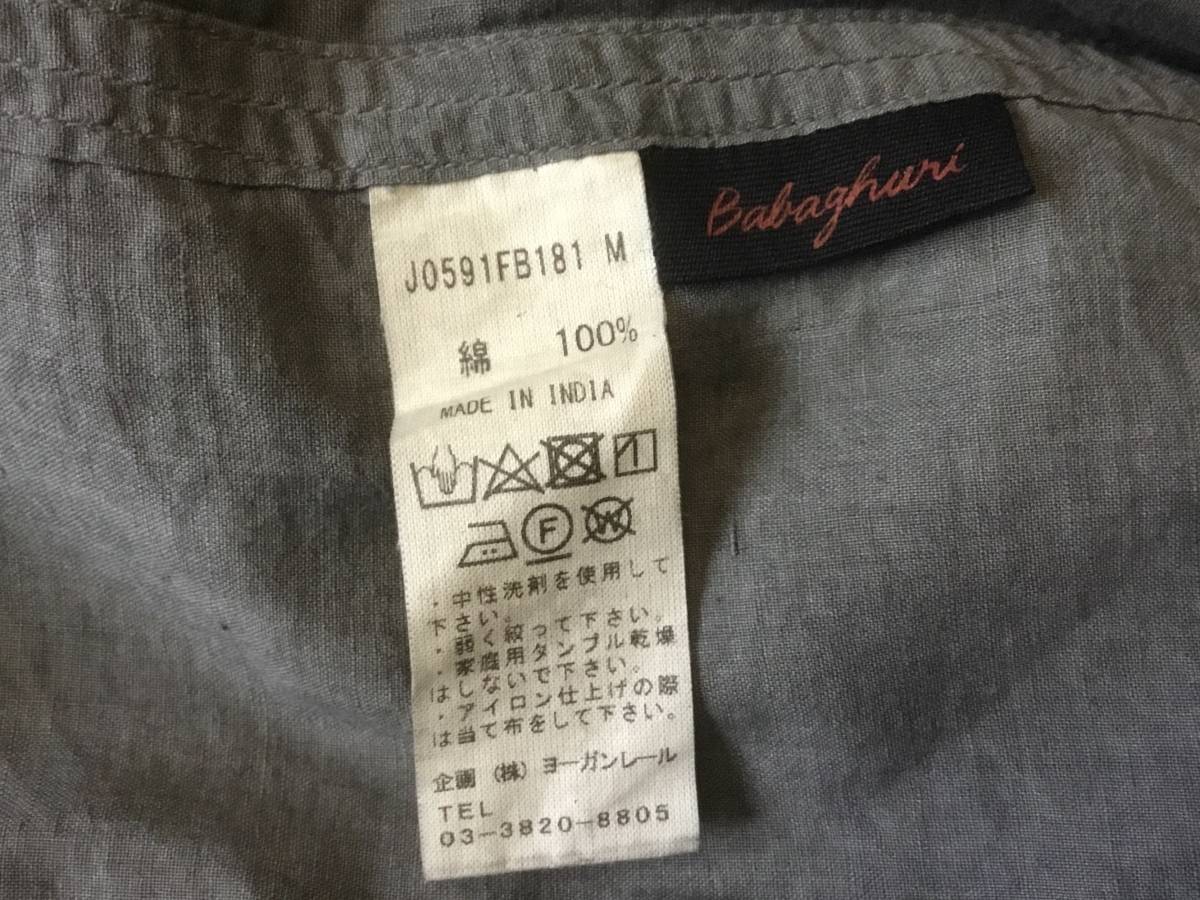 Babaghuri
J0591FB181 M
綿 100%
MADE IN INDIA
F W
・中性洗剤を使用して
下さい。
・弱く絞って下さい。
・家庭用タンブル乾燥
はしないで下さい。
・アイロン仕上げの際
は当て布をして下さい。
企画（株）ヨーガンレール
TEL
03-3820-8805